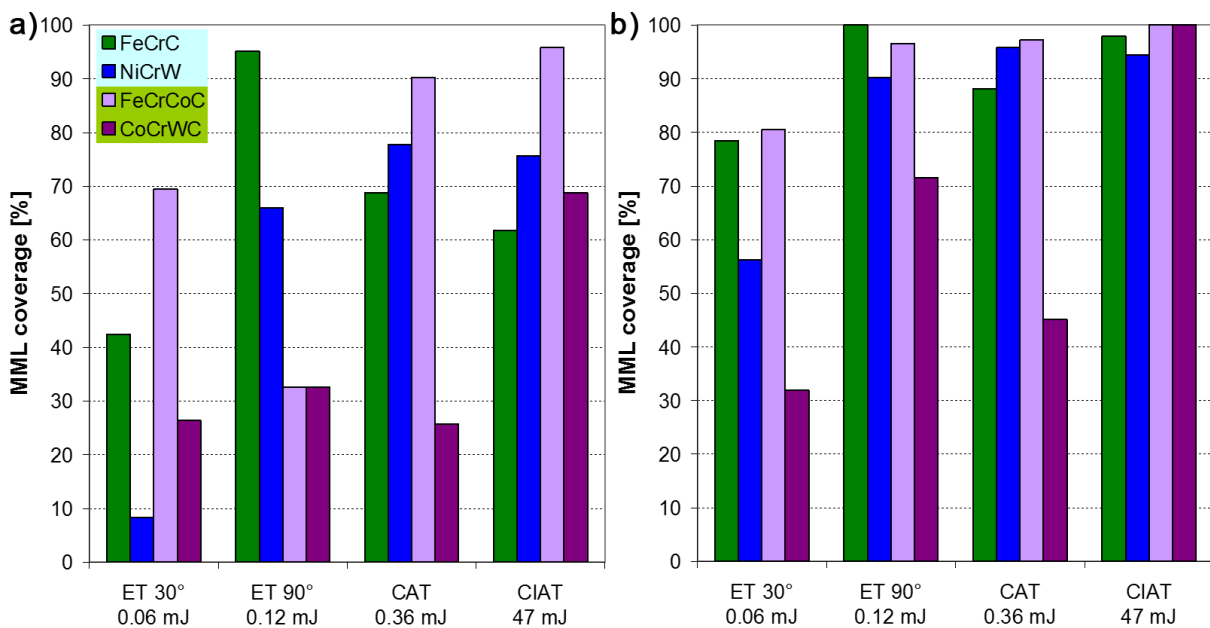 a)
FeCrC
NiCrW
FeCrCoC
CoCrWC
MML coverage [%]
100
90
80
70
60
50
40
30
20
10
0
ET 30°
0.06 mJ
ET 90°
0.12 mJ
CAT
0.36 mJ
CIAT
47 mJ
b)
MML coverage [%]
100
90
80
70
60
50
40
30
20
10
0
ET 30°
0.06 mJ
ET 90°
0.12 mJ
CAT
0.36 mJ
CIAT
47 mJ